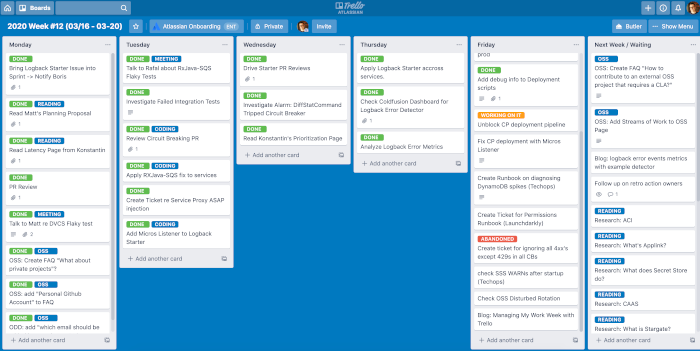 Boards
Trello
ATLASSIAN
2020 Week #12 (03/16 - 03-20)
Atlassian Onboarding
ENT
Private
Invite
Butler
Show Menu
Monday
DONE
Bring Logback Starter Issue into
Sprint -> Notify Boris
1
DONE READING
Read Matt's Planning Proposal
1
DONE READING
Read Latency Page from Konstantin
1
DONE
PR Review
1
DONE MEETING
Talk to Matt re DVCS Flaky test
2
DONE OSS
OSS: Create FAQ "What about
private projects"?
DONE OSS
OSS: add "Personal Github
Account" to FAQ
DONE OSS
ODD: add "which email should be
+ Add another card
Tuesday
DONE MEETING
Talk to Rafal about RxJava-SQS
Flaky Tests
DONE
Investigate Failed Integration Tests
DONE CODING
Review Circuit Breaking PR
1
DONE CODING
Apply RXJava-SQS fix to services
DONE
Create Ticket re Service Proxy ASAP
injection
DONE CODING
Add Micros Listener to Logback
Starter
+ Add another card
Wednesday
DONE
Drive Starter PR Reviews
1
DONE
Investigate Alarm: DiffStatCommand
Tripped Circuit Breaker
DONE
Read Konstantin's Prioritization Page
+ Add another card
Thursday
DONE
Apply Logback Starter accross
services.
DONE
Check Coldfusion Dashboard for
Logback Error Detector
1
DONE
Analyze Logback Error Metrics
+ Add another card
Friday
prod
DONE
Add debug info to Deployment
scripts
1
WORKING ON IT
Unblock CP deployment pipeline
Fix CP deployment with Micros
Listener
Create Runbook on diagnosing
DynamoDB spikes (Techops)
Create Ticket for Permissions
Runbook (Launchdarkly)
ABANDONED
Create ticket for ignoring all 4xx's
except 429s in all CBs
check SSS WARNs after startup
(Techops)
Check OSS Disturbed Rotation
Blog: Managing My Work Week with
Trello
+ Add another card
Next Week / Waiting
OSS
OSS: Create FAQ "How to
contribute to an external OSS
project that requires a CLA?"
OSS
OSS: Add Streams of Work to OSS
Page
Blog: logback error events metrics
with example detector
Follow up on retro action owners
1
READING
Research: ACI
READING
Research: What's Applink?
READING
Research: What does Secret Store
do?
READING
Research: CAAS
READING
Research: What is Stargate?
+ Add another card